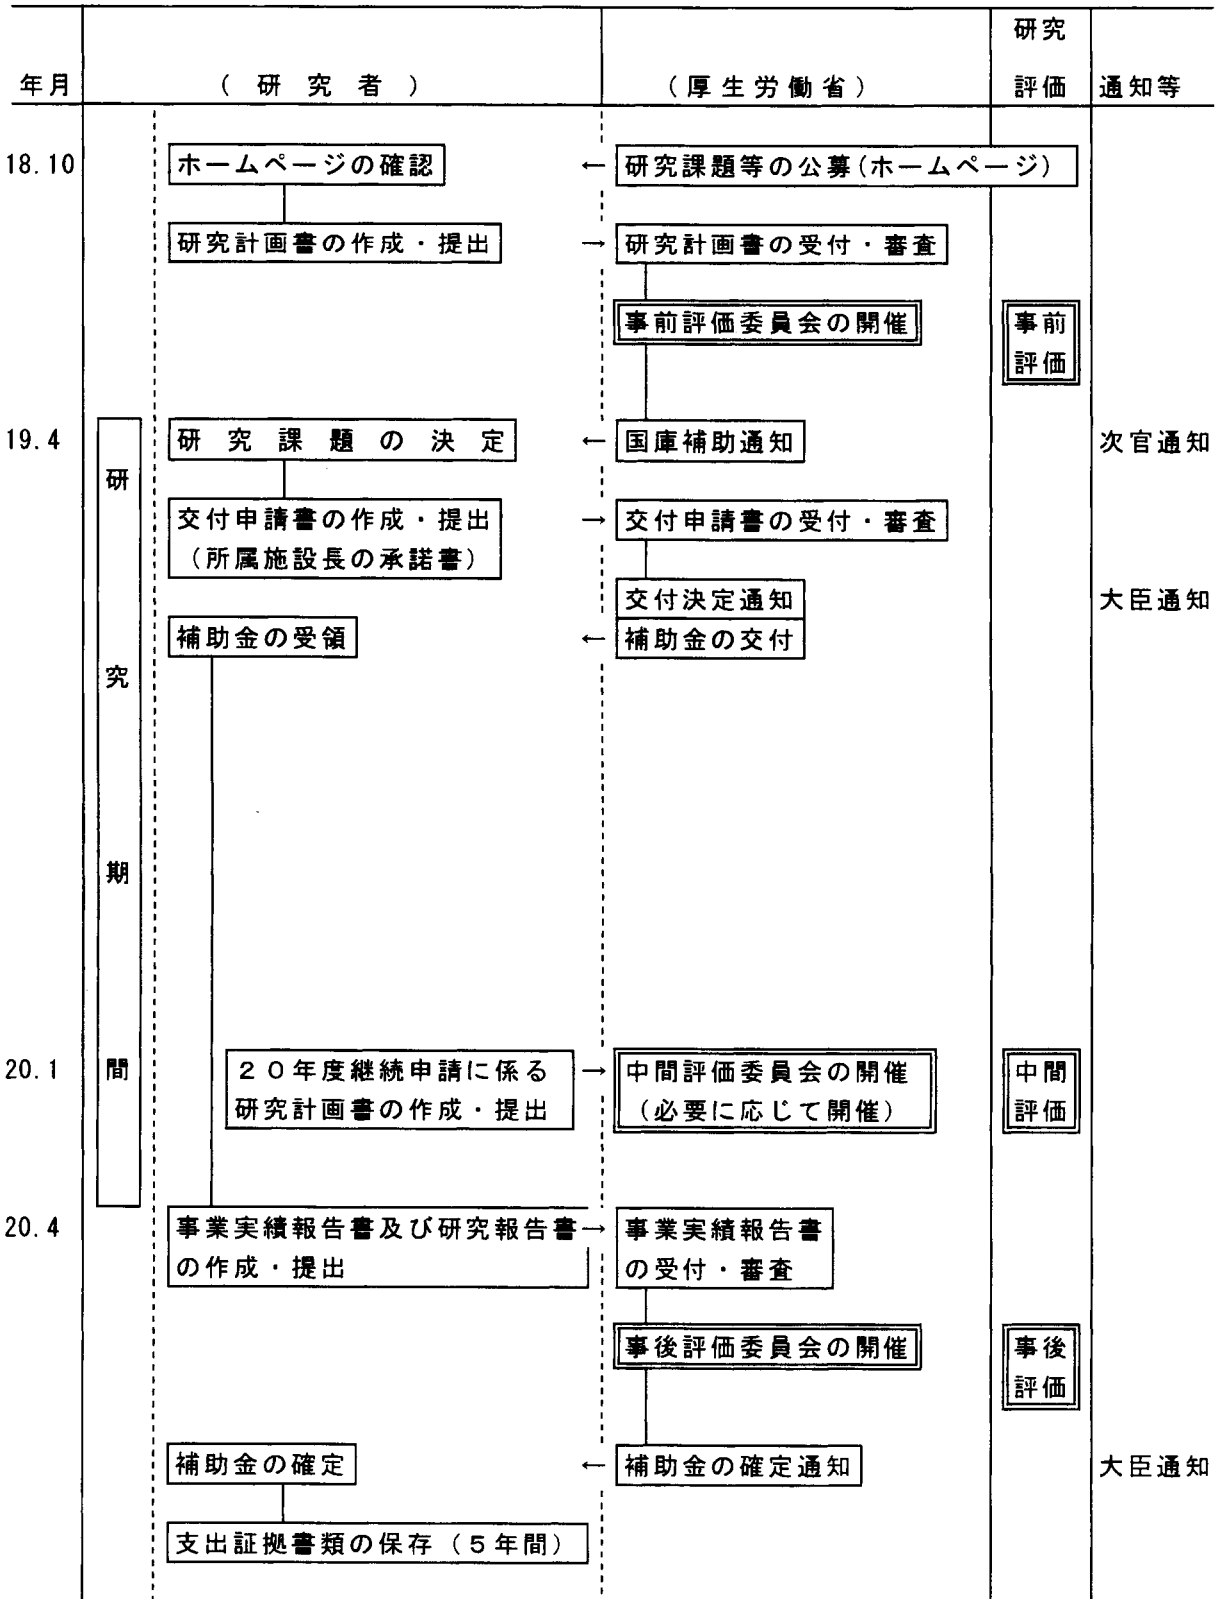 研究
年月 （研究者） （厚生労働省） 評価 通知等
18.10 ホームページの確認 ← 研究課題等の公募(ホームページ)
研究計画書の作成・提出 → 研究計画書の受付・審査
事前評価委員会の開催 事前
評価
19.4 研究課題の決定 ← 国庫補助通知 次官通知
研
交付申請書の作成・提出 → 交付申請書の受付・審査
（所属施設長の承諾書）
交付決定通知 大臣通知
補助金の受領 ← 補助金の交付
究
期
20.1 間 ２０年度継続申請に係る → 中間評価委員会の開催 中間
研究計画書の作成・提出 （必要に応じて開催） 評価
20.4 事業実績報告書及び研究報告書 → 事業実績報告書
の作成・提出 の受付・審査
事後評価委員会の開催 事後
評価
補助金の確定 ← 補助金の確定通知 大臣通知
支出証拠書類の保存（５年間）